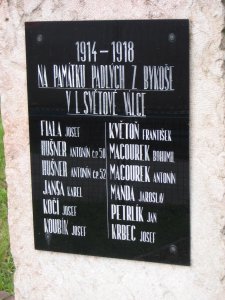 1914 - 1918
NA PAMÁTKU PADLÝCH Z BYKOŠE
V I. SVĚTOVÉ VÁLCE
FIALA JOSEF
HUŠNER ANTONÍN č.p. 50
HUŠNER ANTONÍN č.p. 52
JANSA KAREL
KOČÍ JOSEF
KOUBÍK JOSEF
KVĚTOŇ FRANTIŠEK
MACOUREK BOHUMIL
MACOUREK ANTONÍN
MANDA JAROSLAV
PETRLÍK JAN
KRBEC JOSEF